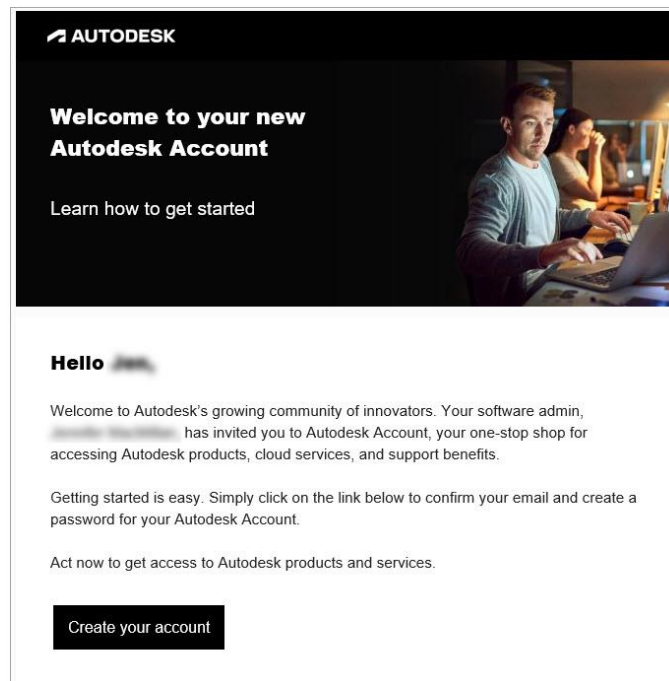 AUTODESK
Welcome to your new
Autodesk Account
Learn how to get started
Hello
Welcome to Autodesk’s growing community of innovators. Your software admin,
has invited you to Autodesk Account, your one-stop shop for
accessing Autodesk products, cloud services, and support benefits.
Getting started is easy. Simply click on the link below to confirm your email and create a
password for your Autodesk Account.
Act now to get access to Autodesk products and services.
Create your account